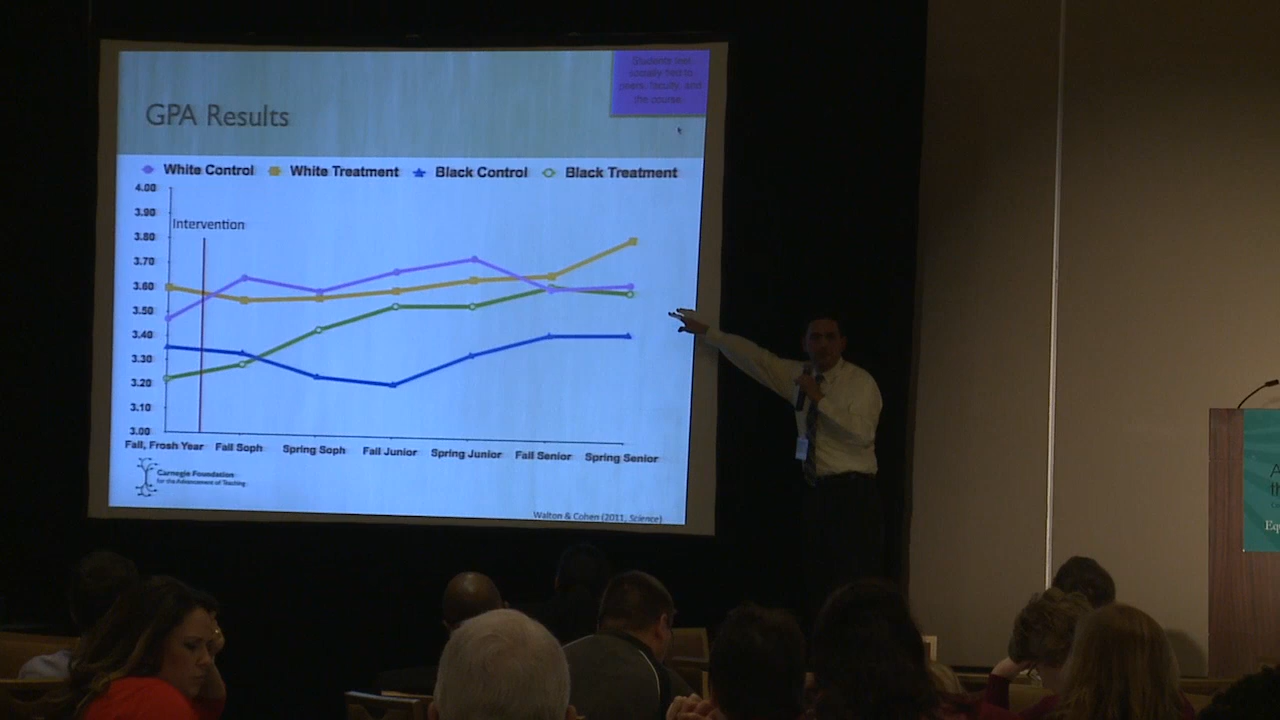 Students feel
socially tied to
peers, faculty, and
the course.
GPA Results
White Control White Treatment Black Control Black Treatment
4.00
3.90
Intervention
3.80
3.70
3.60
3.50
3.40
3.30
3.20
3.10
3.00
Fall, Frosh Year Fall Soph Spring Soph Fall Junior Spring Junior Fall Senior Spring Senior
Carnegie Foundation
for the Advancement of Teaching
Walton & Cohen (2011, Science)
A
th
Eq